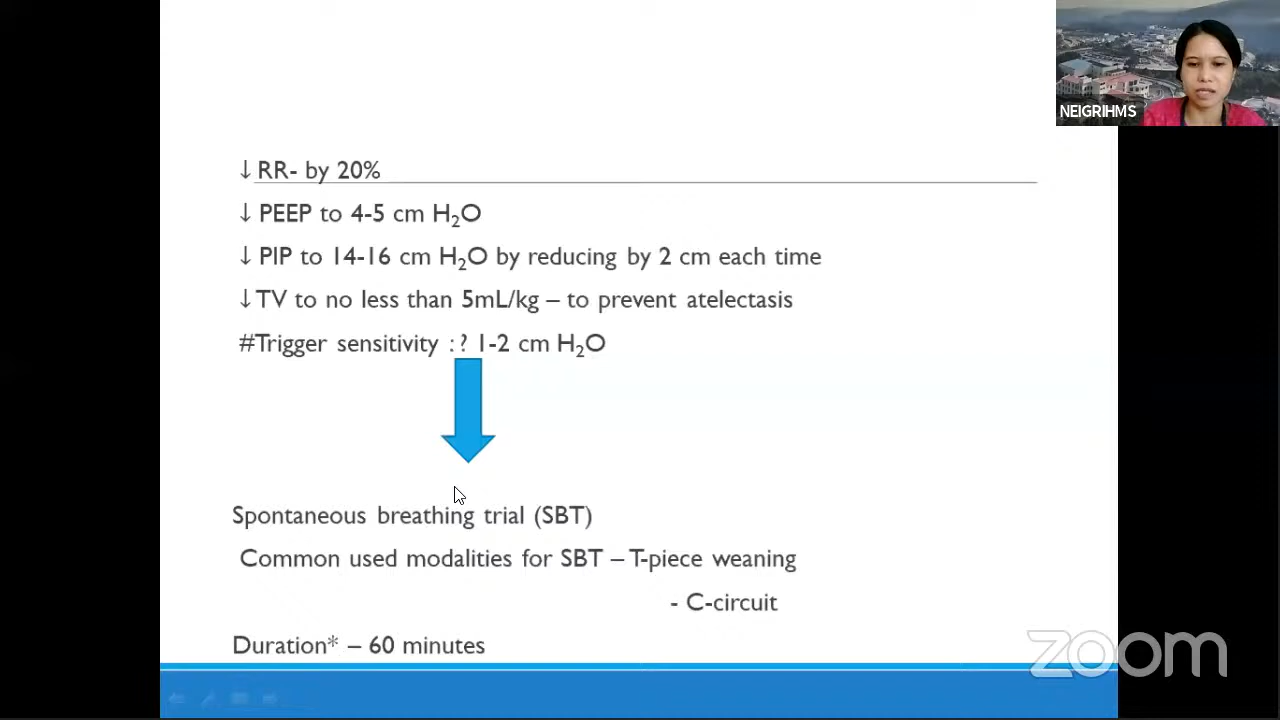 NEIGRIHMS
↓ RR- by 20%
↓ PEEP to 4-5 cm H₂O
↓ PIP to 14-16 cm H₂O by reducing by 2 cm each time
↓ TV to no less than 5mL/kg – to prevent atelectasis
#Trigger sensitivity : ? 1-2 cm H₂O
Spontaneous breathing trial (SBT)
Common used modalities for SBT – T-piece weaning
- C-circuit
Duration* – 60 minutes
zoom